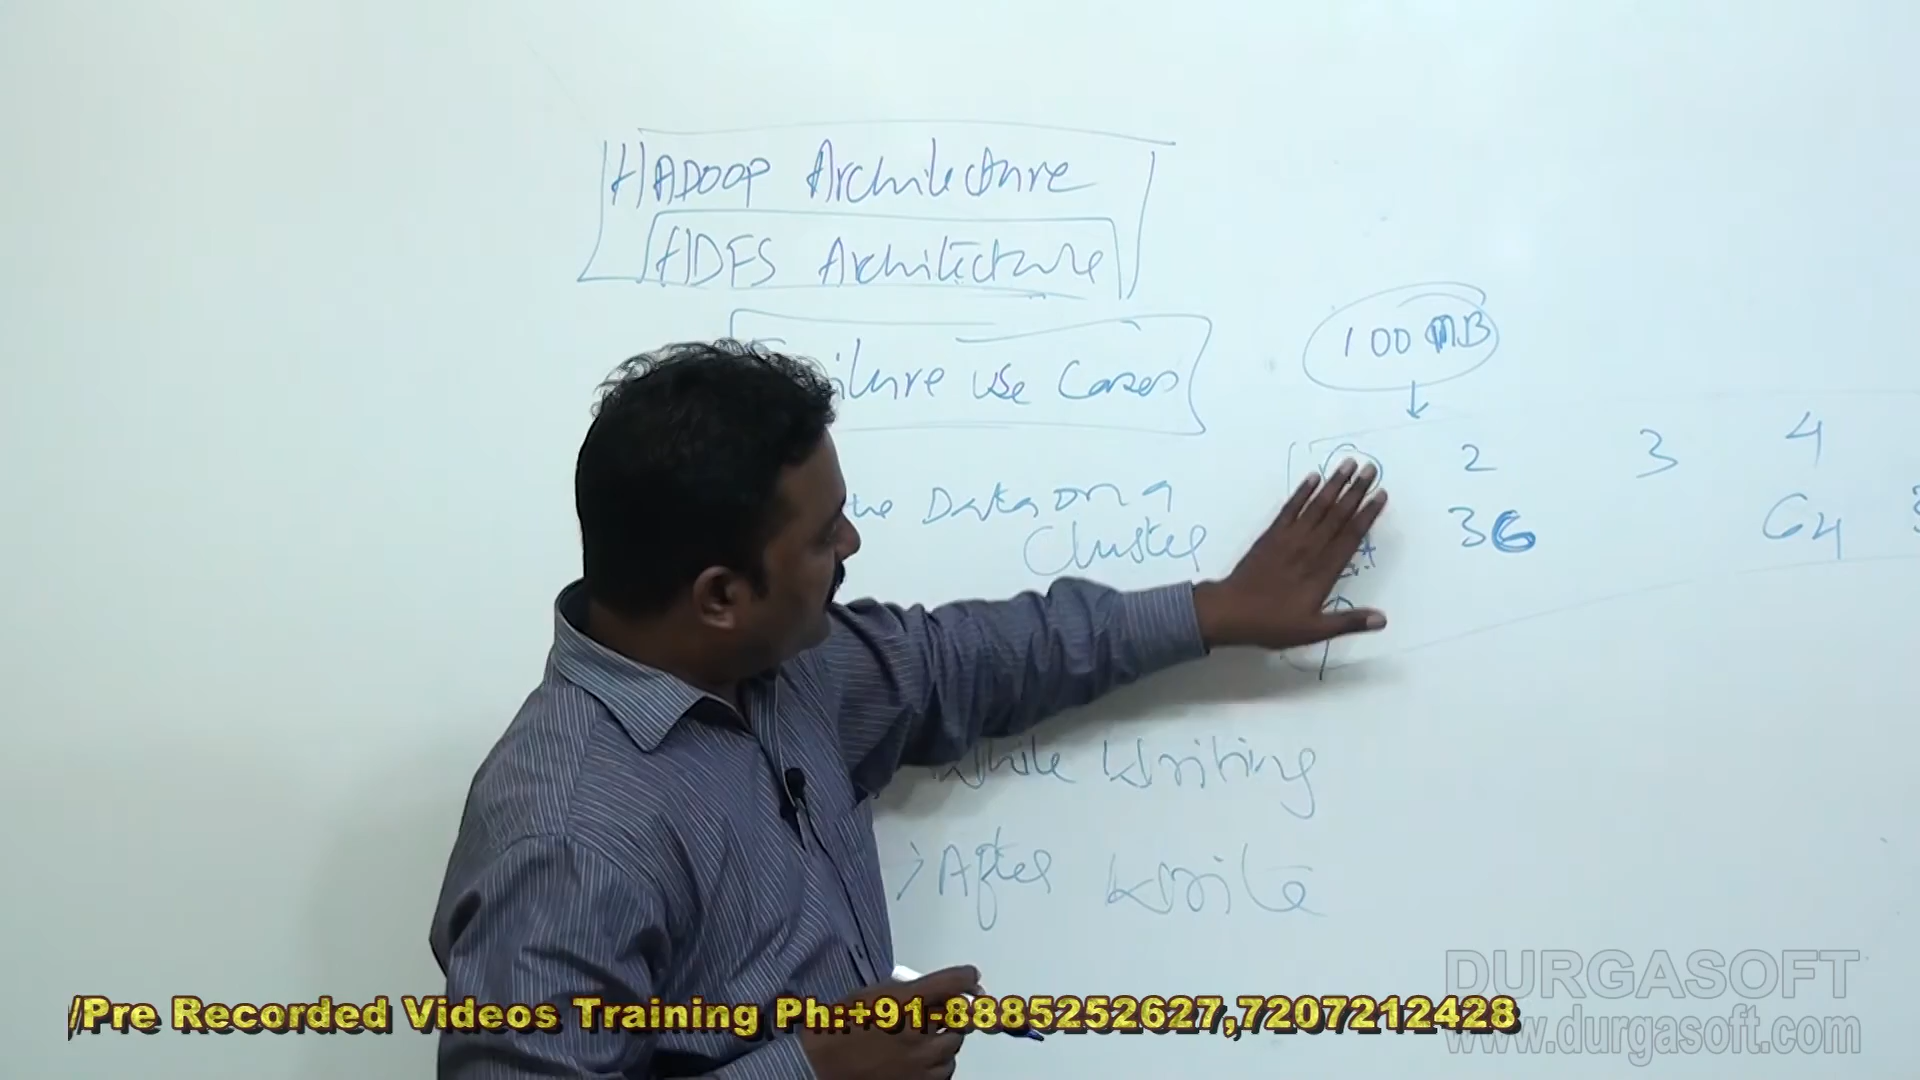 HADOOP Architecture
HDFS Architecture
Failure Use Cases
100 MB
2 3 4
the Data on a
Cluster
36 64
While Writing
> After Write
/Pre Recorded Videos Training Ph:+91-8885252627,7207212428
DURGASOFT
www.durgasoft.com